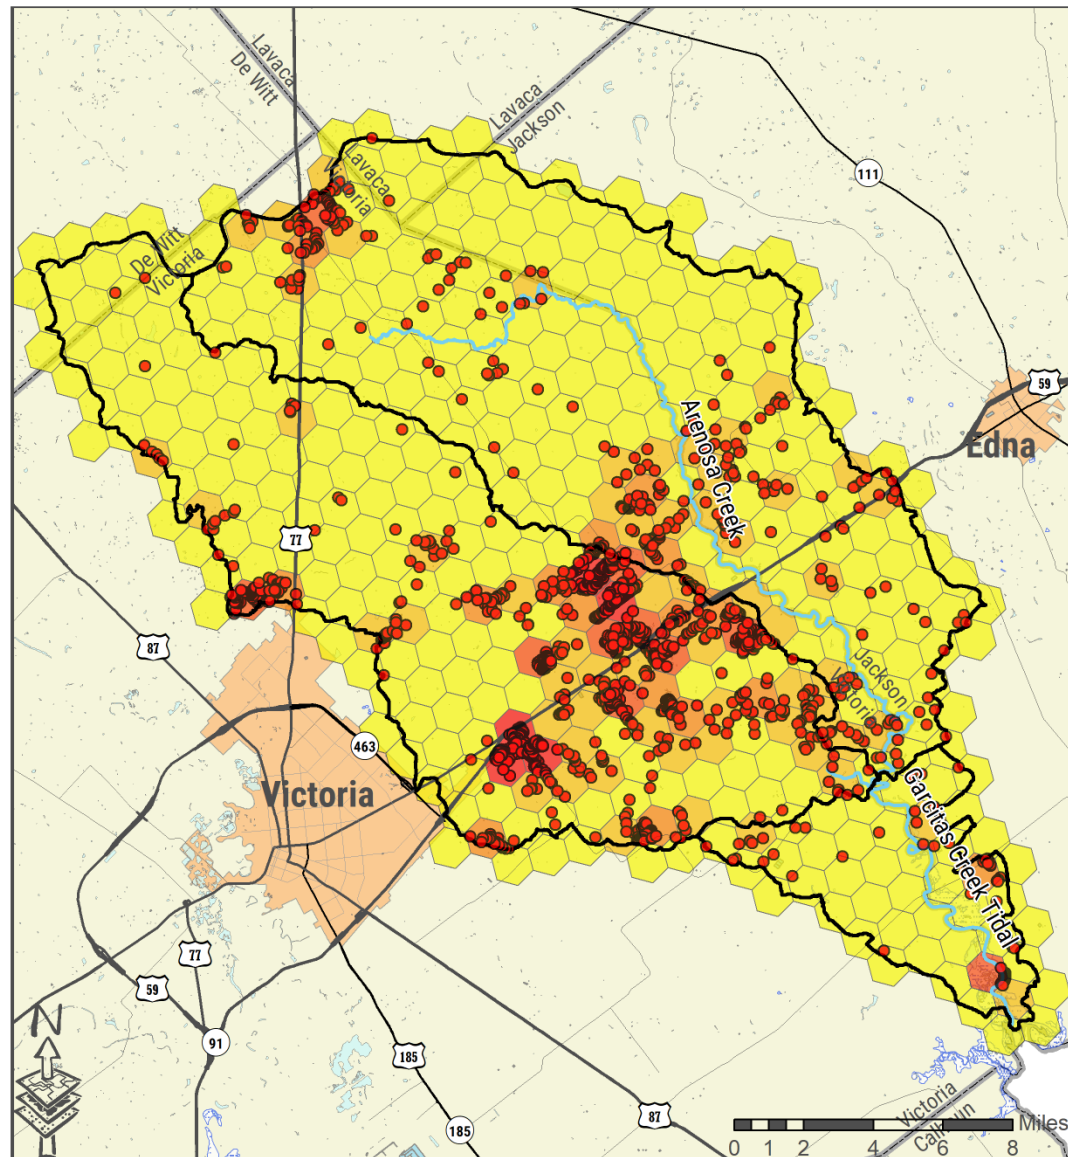 Lavaca
De Witt
Lavaca
Jackson
111
Lavaca
Victoria
De Witt
Victoria
59
Edna
Arenosa Creek
77
87
Jackson
Victoria
463
Victoria
Garcitas Creek Tidal
77
59
91
N
185
87
185
Victoria
Calhoun
Miles
0 1 2 4 6 8